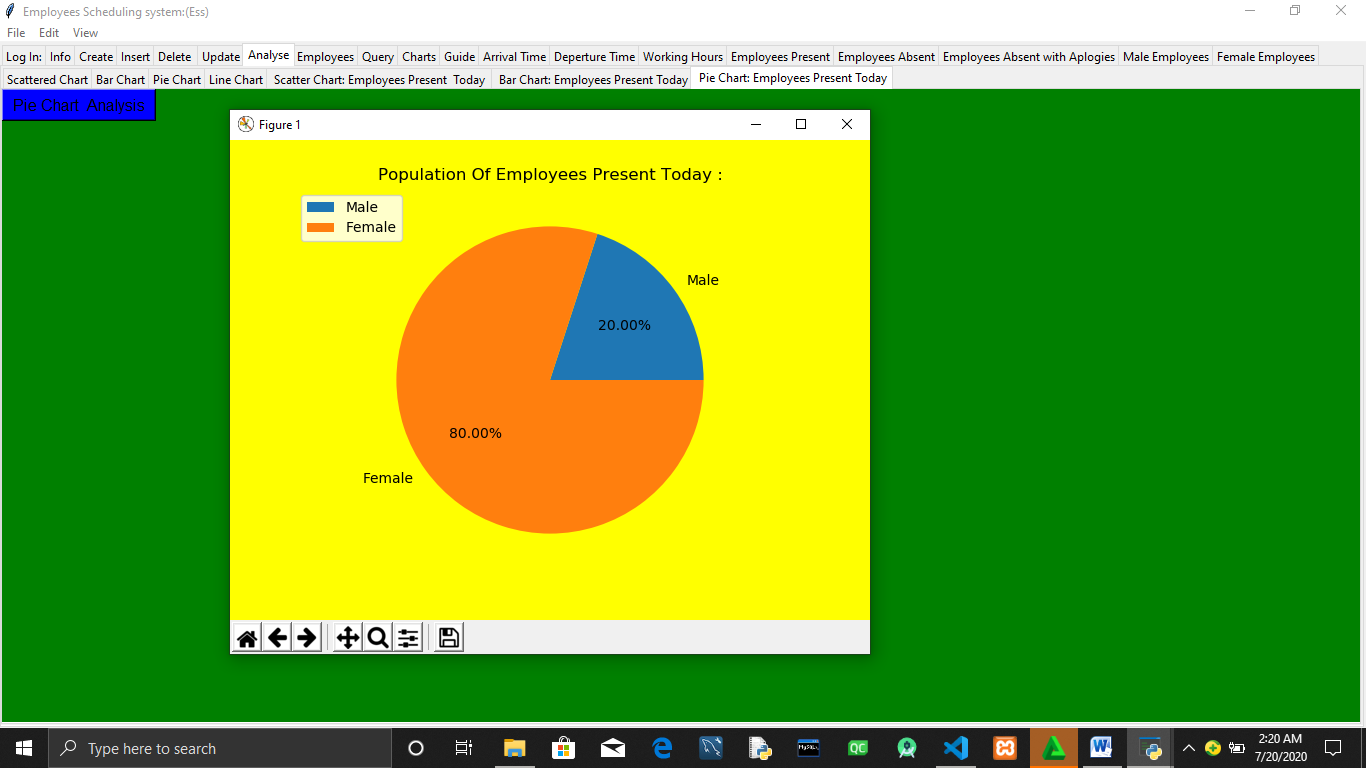 Employees Scheduling system:(Ess)
File Edit View
Log In: Info Create Insert Delete Update Analyse Employees Query Charts Guide Arrival Time Deperture Time Working Hours Employees Present Employees Absent Employees Absent with Aplogies Male Employees Female Employees
Scattered Chart Bar Chart Pie Chart Line Chart Scatter Chart: Employees Present Today Bar Chart: Employees Present Today Pie Chart: Employees Present Today
Pie Chart Analysis
Figure 1
Population Of Employees Present Today :
Male
Female
Male
20.00%
80.00%
Female
Type here to search
MySQL
QC
2:20 AM
7/20/2020